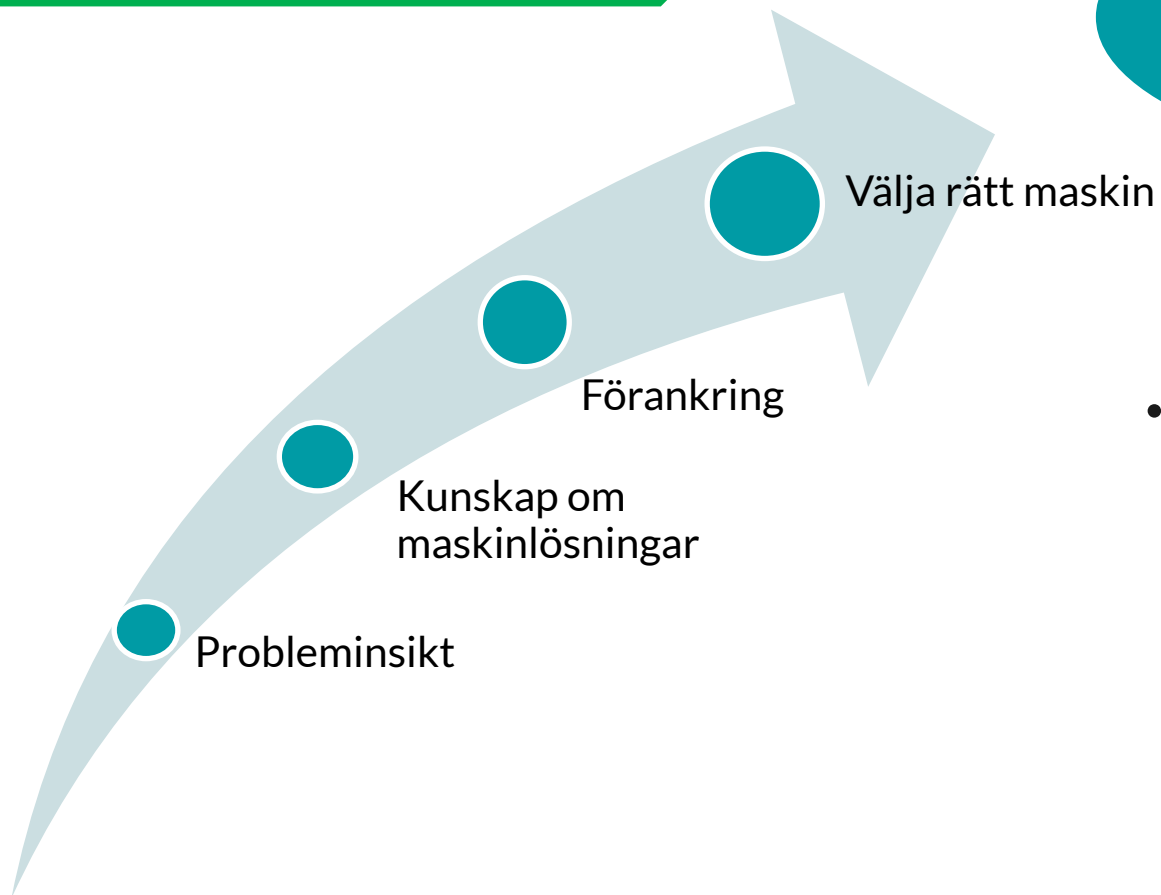 Välja rätt maskin
Förankring
•
Kunskap om
maskinlösningar
Probleminsikt